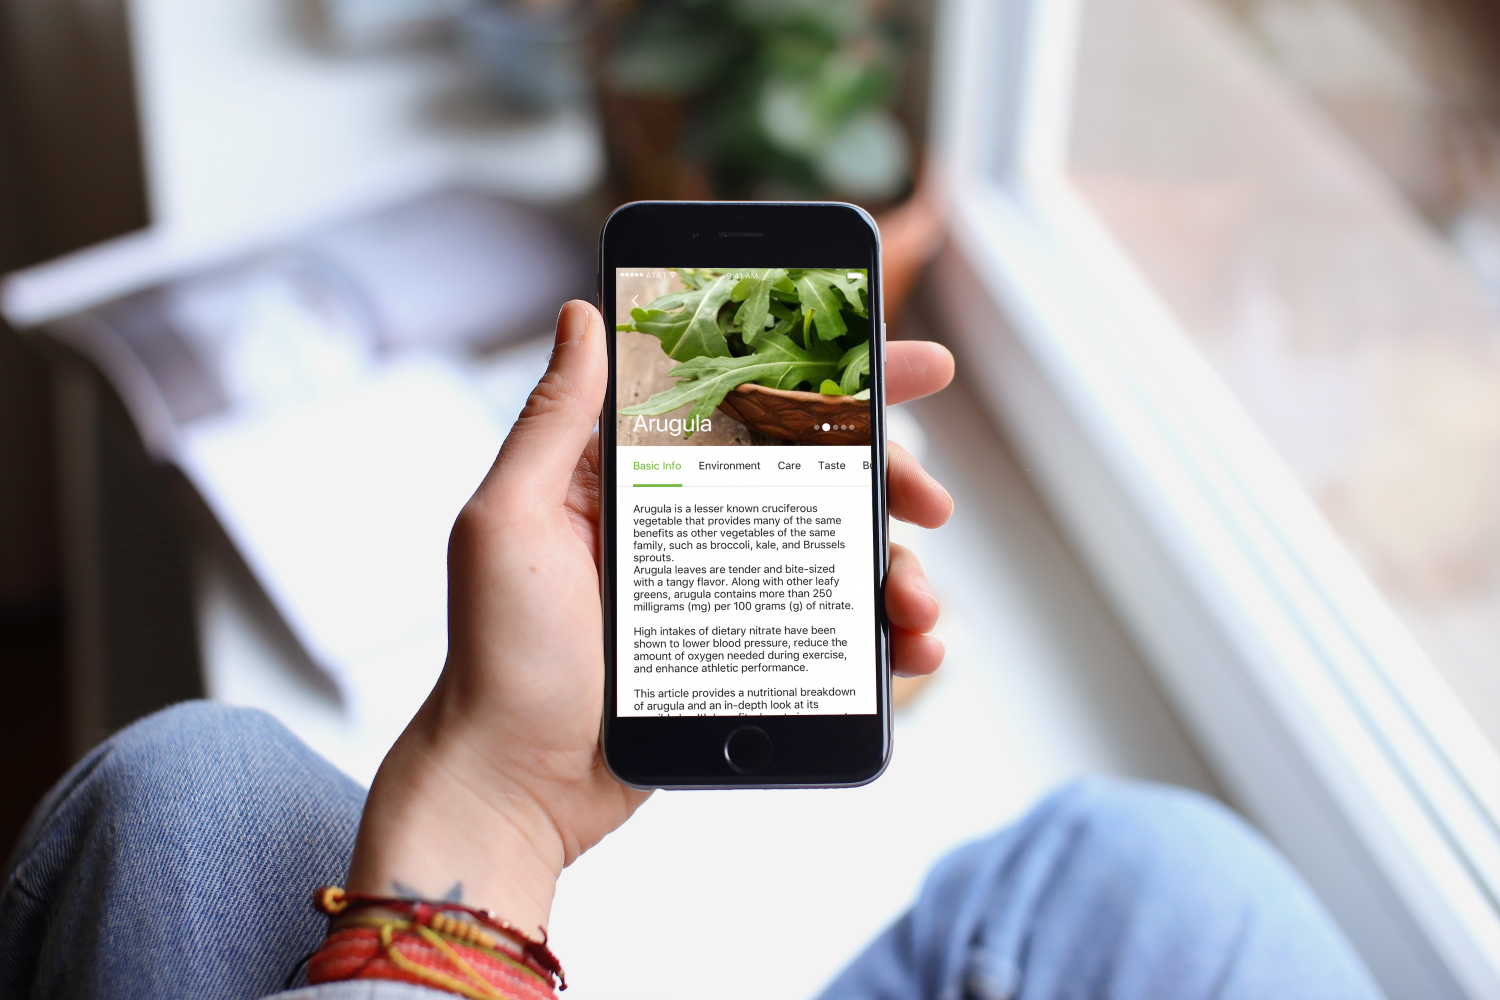 AT&T 9:41 AM
Arugula
Basic Info Environment Care Taste
Arugula is a lesser known cruciferous
vegetable that provides many of the same
benefits as other vegetables of the same
family, such as broccoli, kale, and Brussels
sprouts.
Arugula leaves are tender and bite-sized
with a tangy flavor. Along with other leafy
greens, arugula contains more than 250
milligrams (mg) per 100 grams (g) of nitrate.
High intakes of dietary nitrate have been
shown to lower blood pressure, reduce the
amount of oxygen needed during exercise,
and enhance athletic performance.
This article provides a nutritional breakdown
of arugula and an in-depth look at its